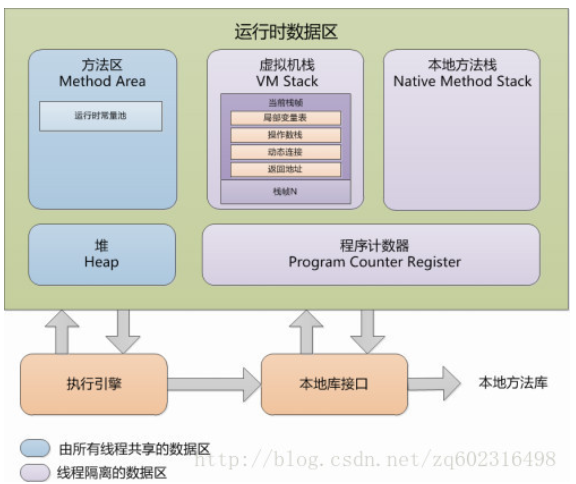 运行时数据区
方法区
Method Area
运行时常量池
虚拟机栈
VM Stack
当前栈帧
局部变量表
操作数栈
动态连接
返回地址
栈帧N
本地方法栈
Native Method Stack
堆
Heap
程序计数器
Program Counter Register
执行引擎
本地库接口
本地方法库
由所有线程共享的数据区
线程隔离的数据区
http://blog.csdn.net/zq602316498